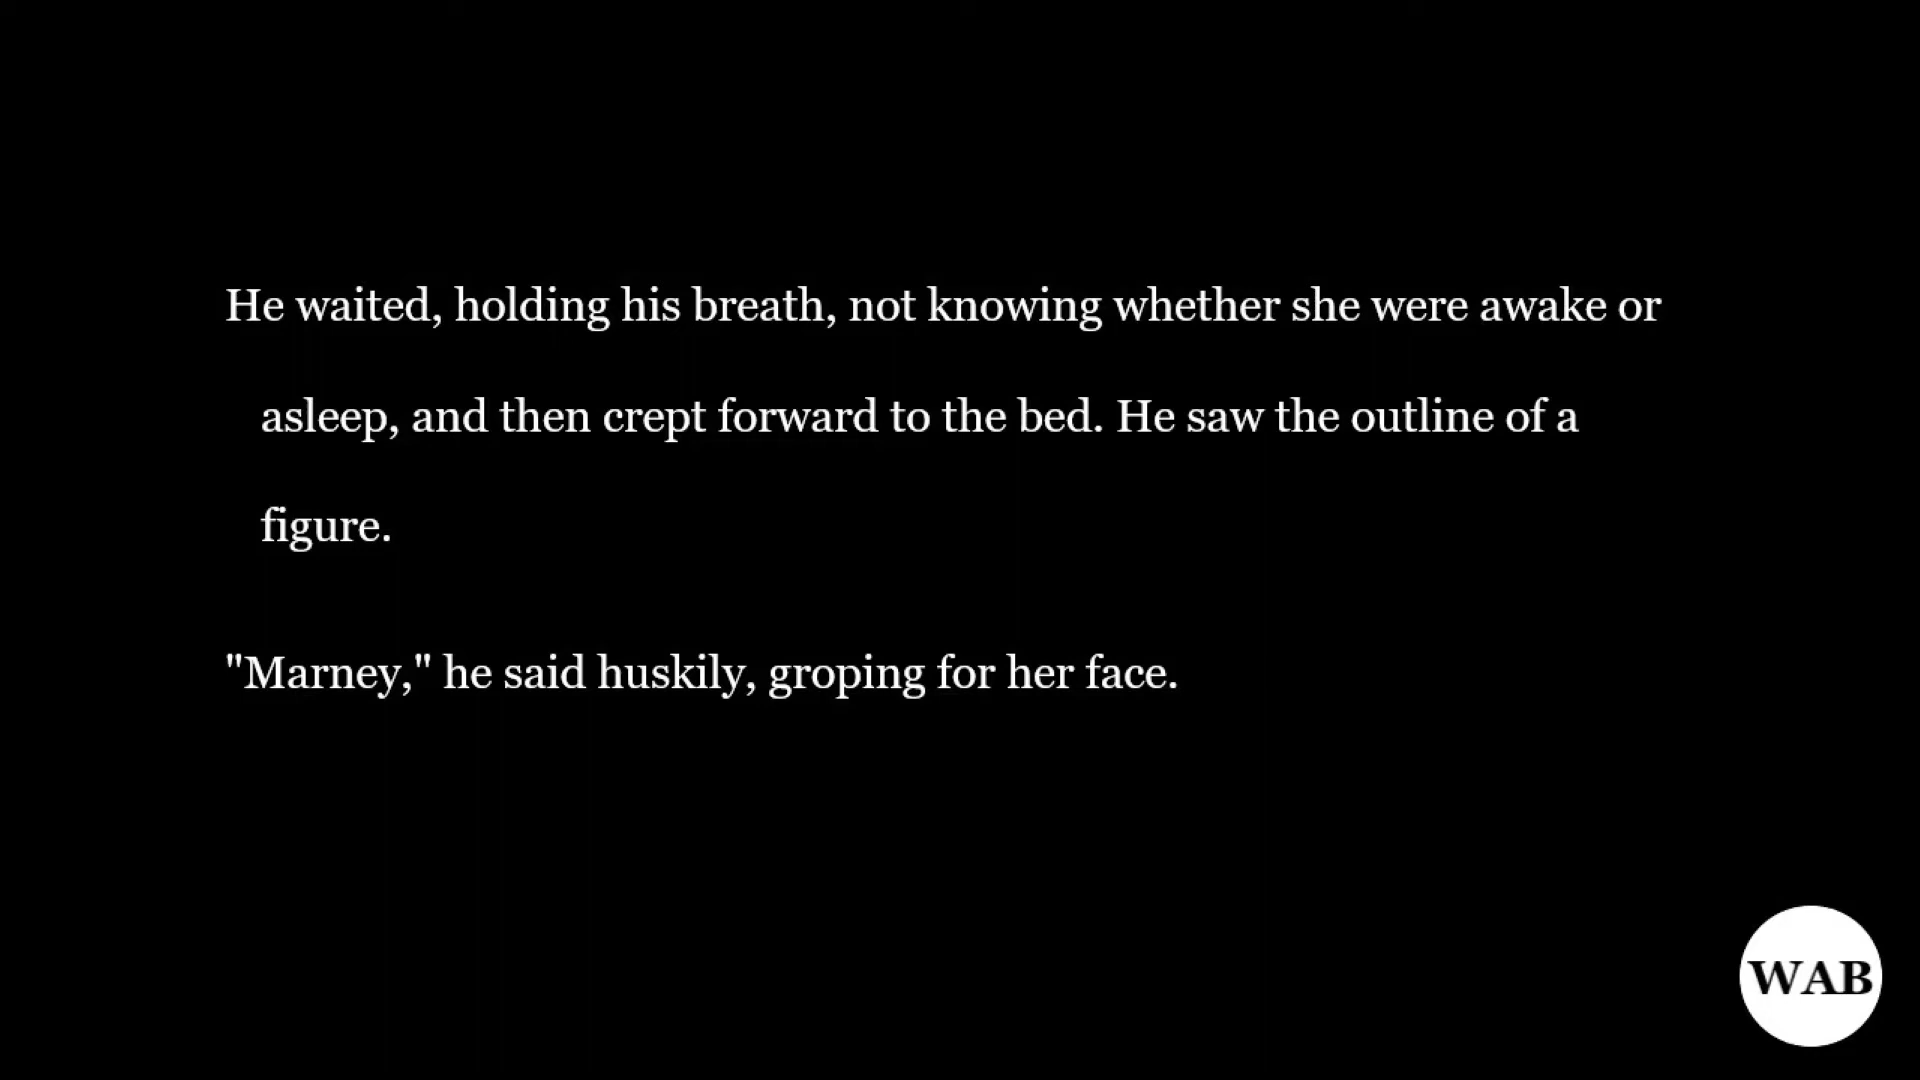 He waited, holding his breath, not knowing whether she were awake or
asleep, and then crept forward to the bed. He saw the outline of a
figure.
"Marney," he said huskily, groping for her face.
WAB